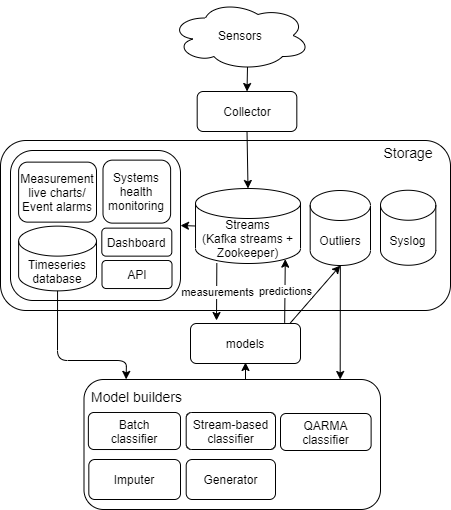 Sensors
Collector
Storage
Measurement
live charts/
Event alarms
Systems
health
monitoring
Dashboard
Timeseries
database
API
Streams
(Kafka streams +
Zookeeper)
Outliers
Syslog
measurements
predictions
models
Model builders
Batch
classifier
Stream-based
classifier
QARMA
classifier
Imputer
Generator